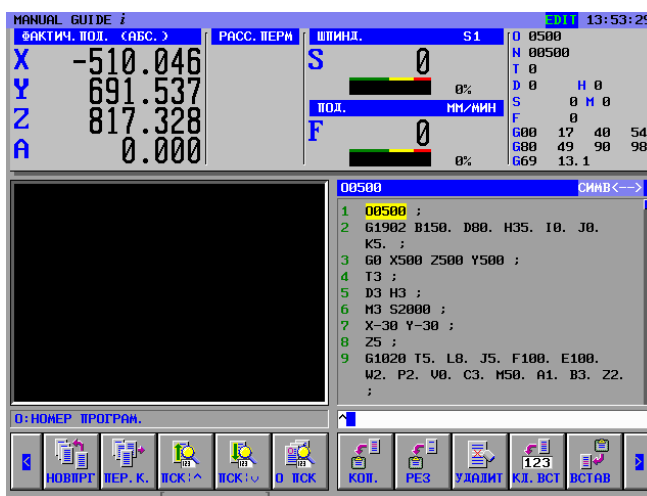 MANUAL GUIDE i EDIT 13:53:29
ФАКТИЧ.ПОЛ. (АБС.) РАСС.ПЕРМ ШПИНД. S1
X -510.046
Y 691.537
Z 817.328
A 0.000
S 0
0%
ПОД. ММ/МИН
F 0
0%
O 0500
N 00500
T 0
D 0 H 0
S 0 M 0
F 0
G00 17 40 54
G80 49 90 98
G69 13.1
O0500 СИМВ<-->
1 O0500 ;
2 G1902 B150. D80. H35. I0. J0.
K5. ;
3 G0 X500 Z500 Y500 ;
4 T3 ;
5 D3 H3 ;
6 M3 S2000 ;
7 X-30 Y-30 ;
8 Z5 ;
9 G1020 T5. L8. J5. F100. E100.
W2. P2. V0. C3. M50. A1. B3. Z2.
;
O:НОМЕР ПРОГРАМ.
^
< НОВПРГ ПЕР.К. ПСК:^ ПСК:v О ПСК КОП. РЕЗ УДАЛИТ КЛ.ВСТ ВСТАВ >